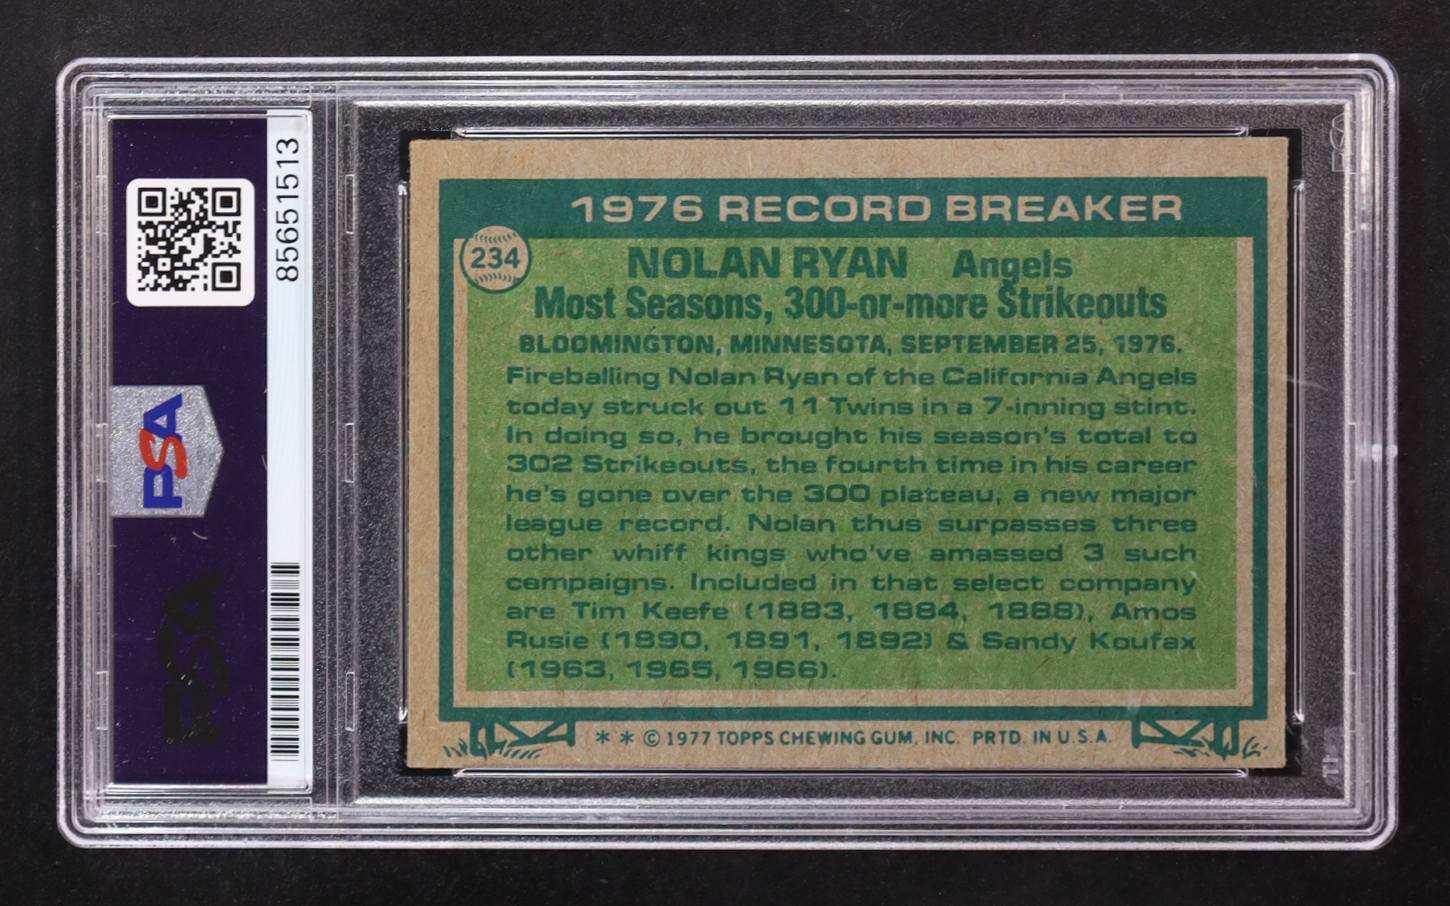 85651513
PSA
PSA
1976 RECORD BREAKER
234
NOLAN RYAN Angels
Most Seasons, 300-or-more Strikeouts
BLOOMINGTON, MINNESOTA, SEPTEMBER 25, 1976.
Fireballing Nolan Ryan of the California Angels
today struck out 11 Twins in a 7-inning stint.
In doing so, he brought his season's total to
302 Strikeouts, the fourth time in his career
he's gone over the 300 plateau, a new major
league record. Nolan thus surpasses three
other whiff kings who've amassed 3 such
campaigns. Included in that select company
are Tim Keefe (1883, 1884, 1888), Amos
Rusie (1890, 1891, 1892) & Sandy Koufax
(1963, 1965, 1966).
** © 1977 TOPPS CHEWING GUM, INC. PRTD. IN U.S.A.
PSA